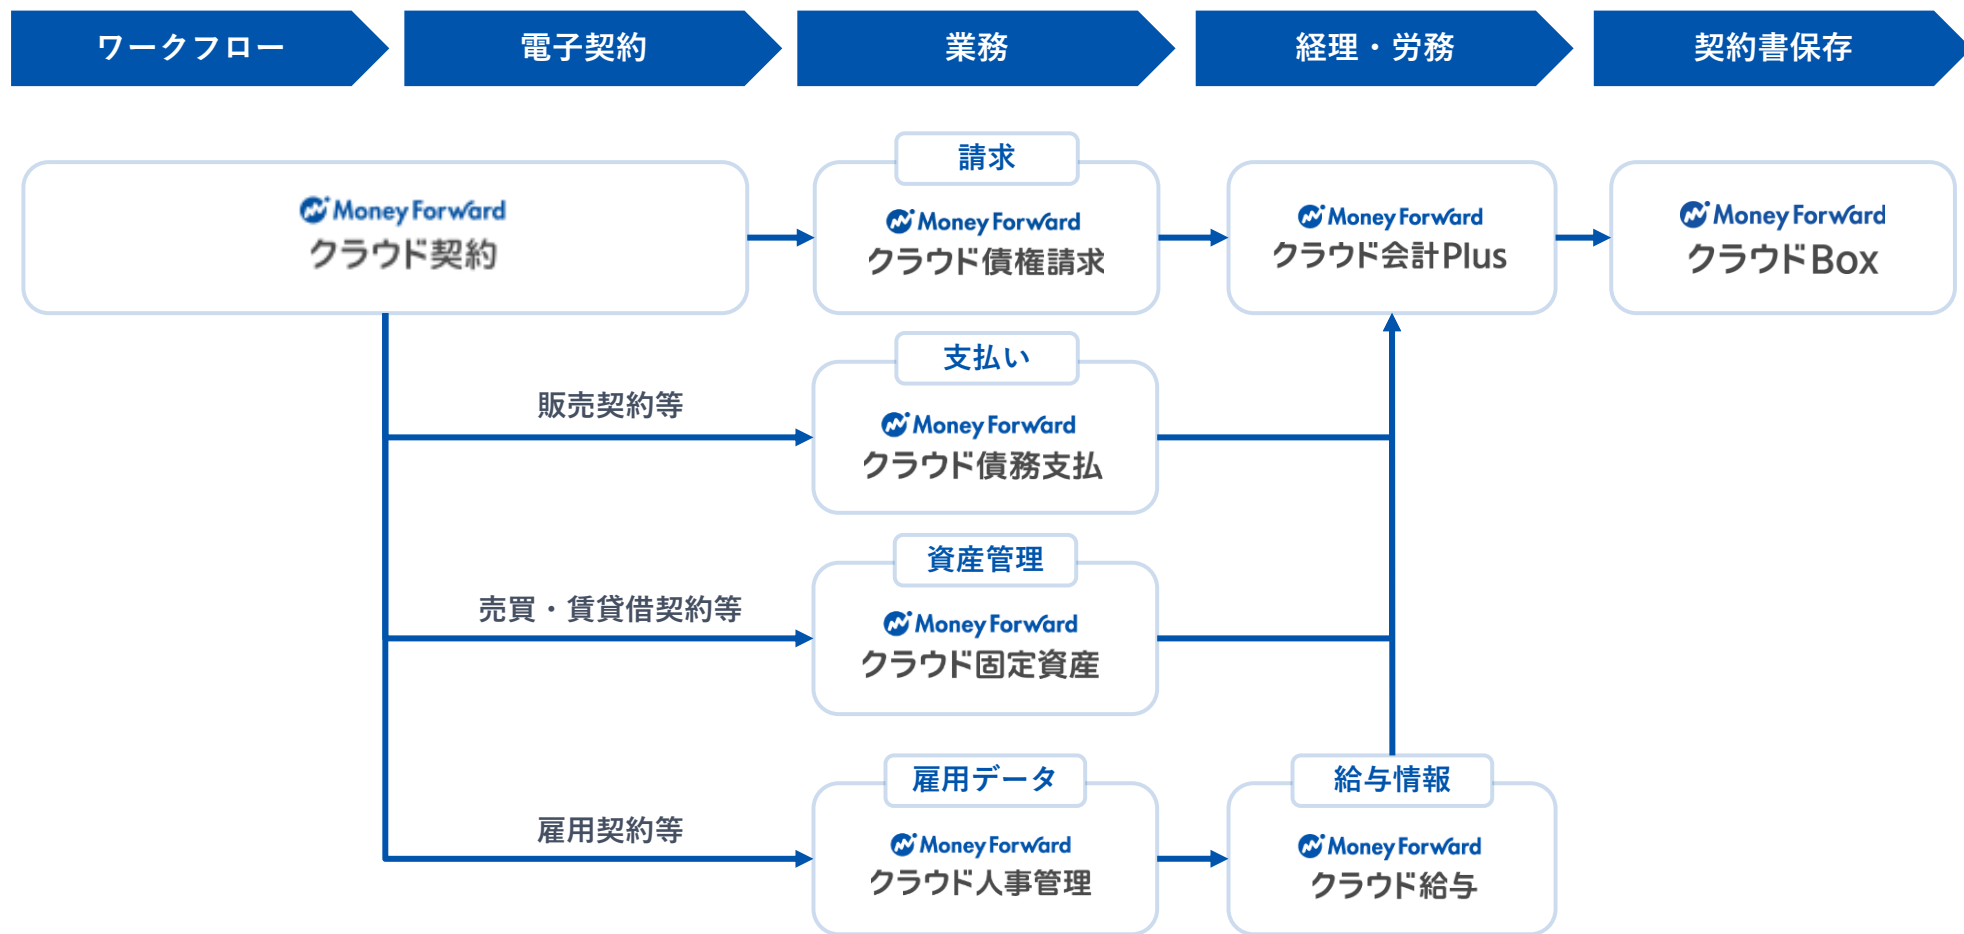 ワークフロー
電子契約
業務
経理・労務
契約書保存
Money Forward
クラウド契約
請求
Money Forward
クラウド債権請求
Money Forward
クラウド会計Plus
Money Forward
クラウドBox
販売契約等
支払い
Money Forward
クラウド債務支払
売買・賃貸借契約等
資産管理
Money Forward
クラウド固定資産
雇用契約等
雇用データ
Money Forward
クラウド人事管理
給与情報
Money Forward
クラウド給与